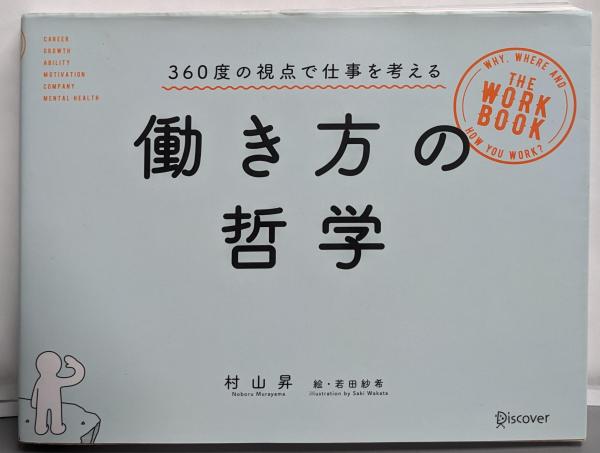 CAREER
GROWTH
ABILITY
MOTIVATION
COMPANY
MENTAL HEALTH
360度の視点で仕事を考える
WHY, WHERE AND
THE
WORK
BOOK
HOW YOU WORK?
働き方の
哲学
村山昇 絵・若田紗希
Noboru Murayama illustration by Saki Wakata
Discover